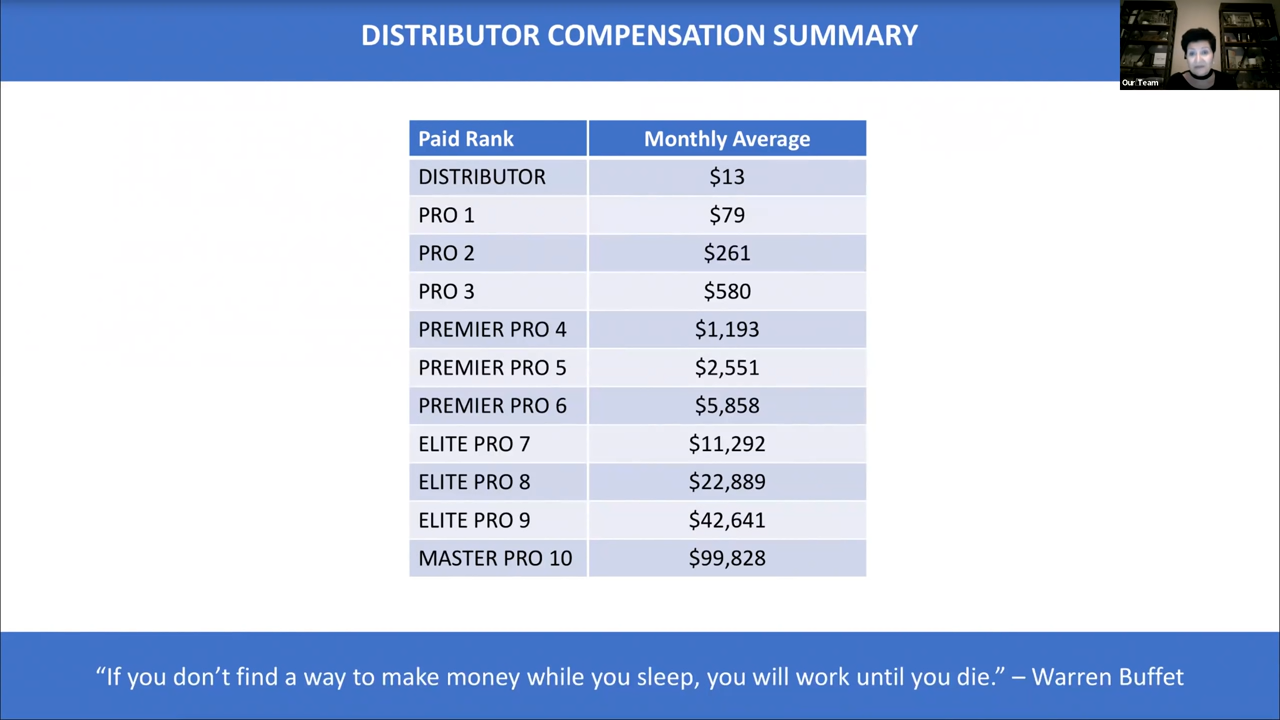 DISTRIBUTOR COMPENSATION SUMMARY
Our Team
Paid Rank Monthly Average
DISTRIBUTOR $13
PRO 1 $79
PRO 2 $261
PRO 3 $580
PREMIER PRO 4 $1,193
PREMIER PRO 5 $2,551
PREMIER PRO 6 $5,858
ELITE PRO 7 $11,292
ELITE PRO 8 $22,889
ELITE PRO 9 $42,641
MASTER PRO 10 $99,828
“If you don’t find a way to make money while you sleep, you will work until you die.” – Warren Buffet